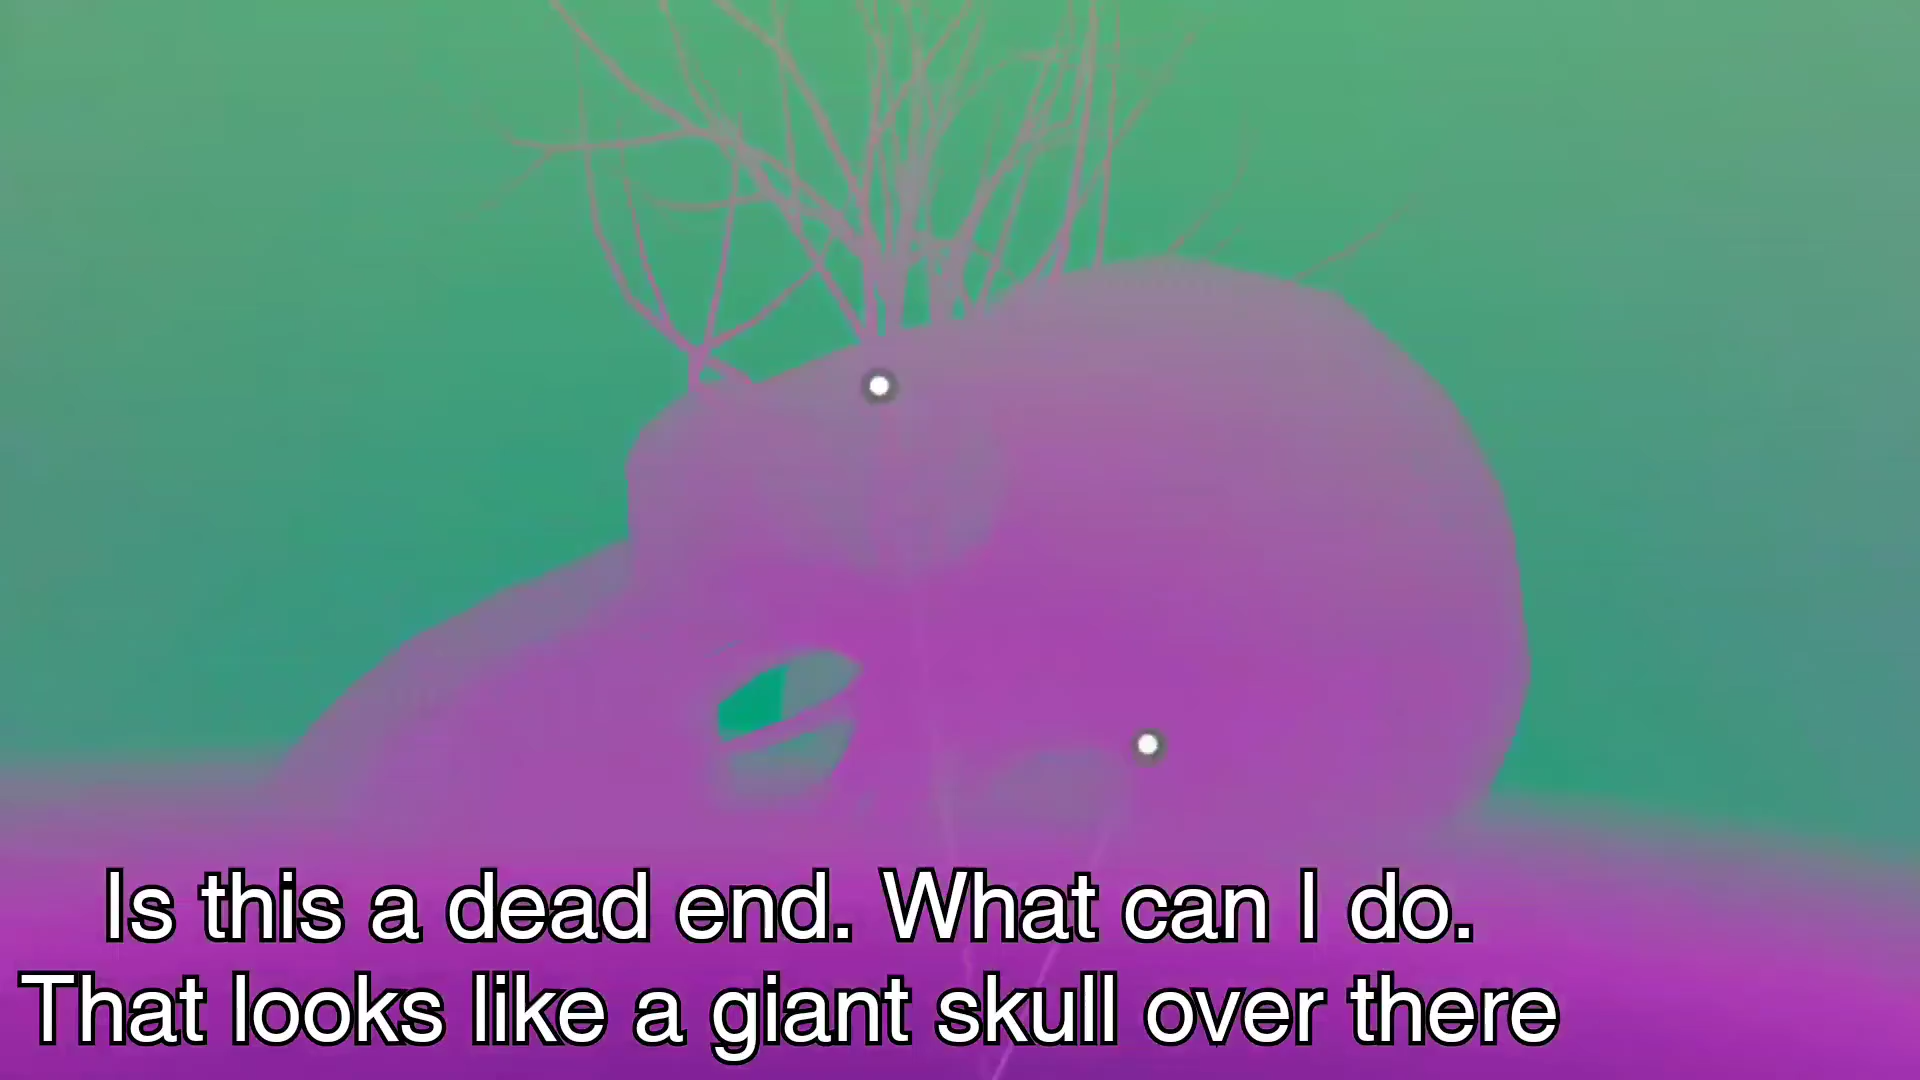 Is this a dead end. What can I do.
That looks like a giant skull over there